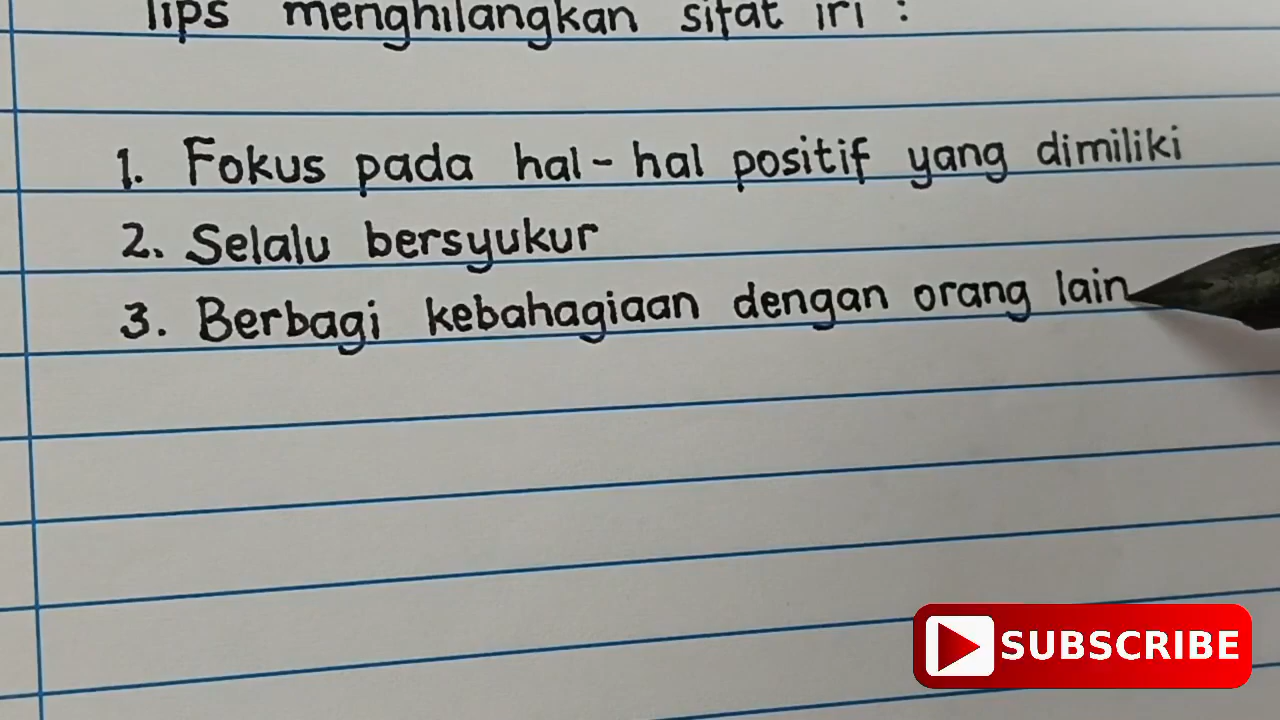 Tips menghilangkan sifat iri :
1. Fokus pada hal-hal positif yang dimiliki
2. Selalu bersyukur
3. Berbagi kebahagiaan dengan orang lain
SUBSCRIBE